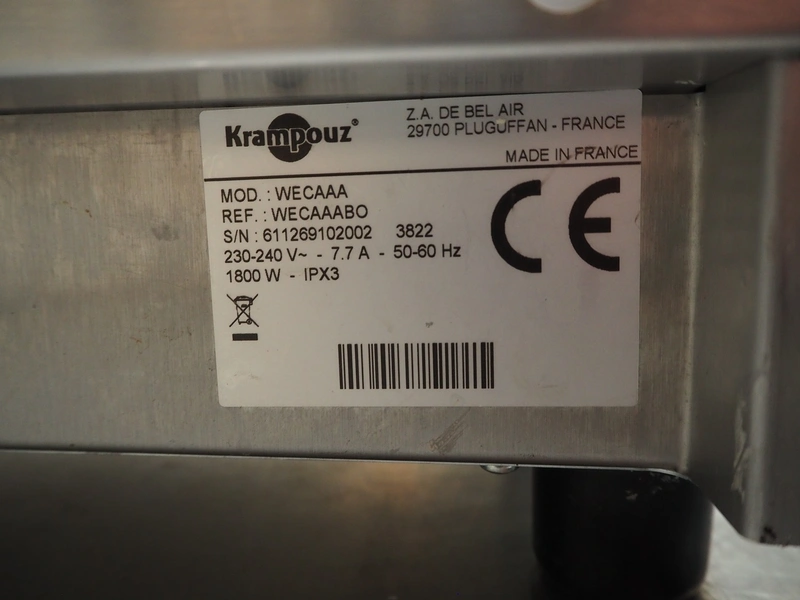 Krampouz®
Z.A. DE BEL AIR
29700 PLUGUFFAN - FRANCE
MADE IN FRANCE
MOD. : WECAAA
REF. : WECAAABO
S/N : 611269102002 3822
230-240 V~ - 7.7 A - 50-60 Hz
1800 W - IPX3
CE